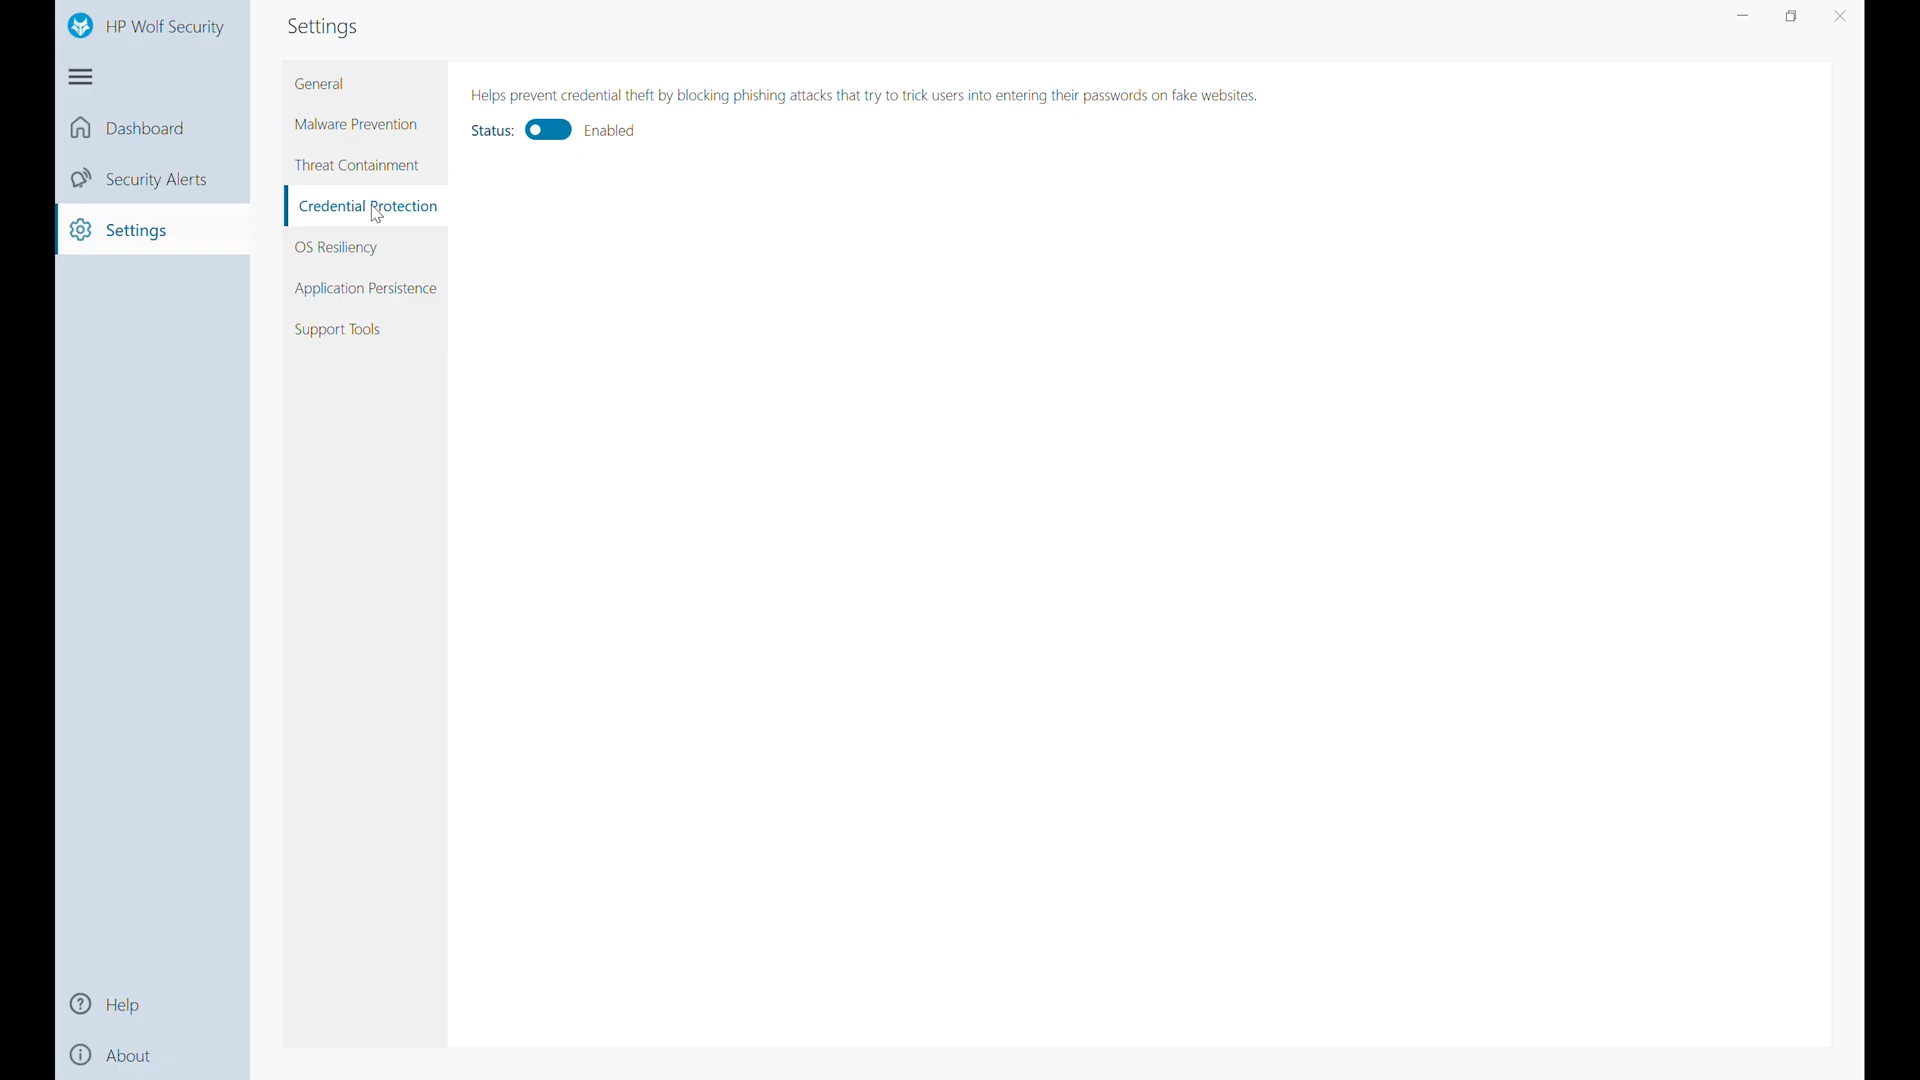 HP Wolf Security
Dashboard
Security Alerts
Settings
Help
About
Settings
General
Malware Prevention
Threat Containment
Credential Protection
OS Resiliency
Application Persistence
Support Tools
Helps prevent credential theft by blocking phishing attacks that try to trick users into entering their passwords on fake websites.
Status: Enabled